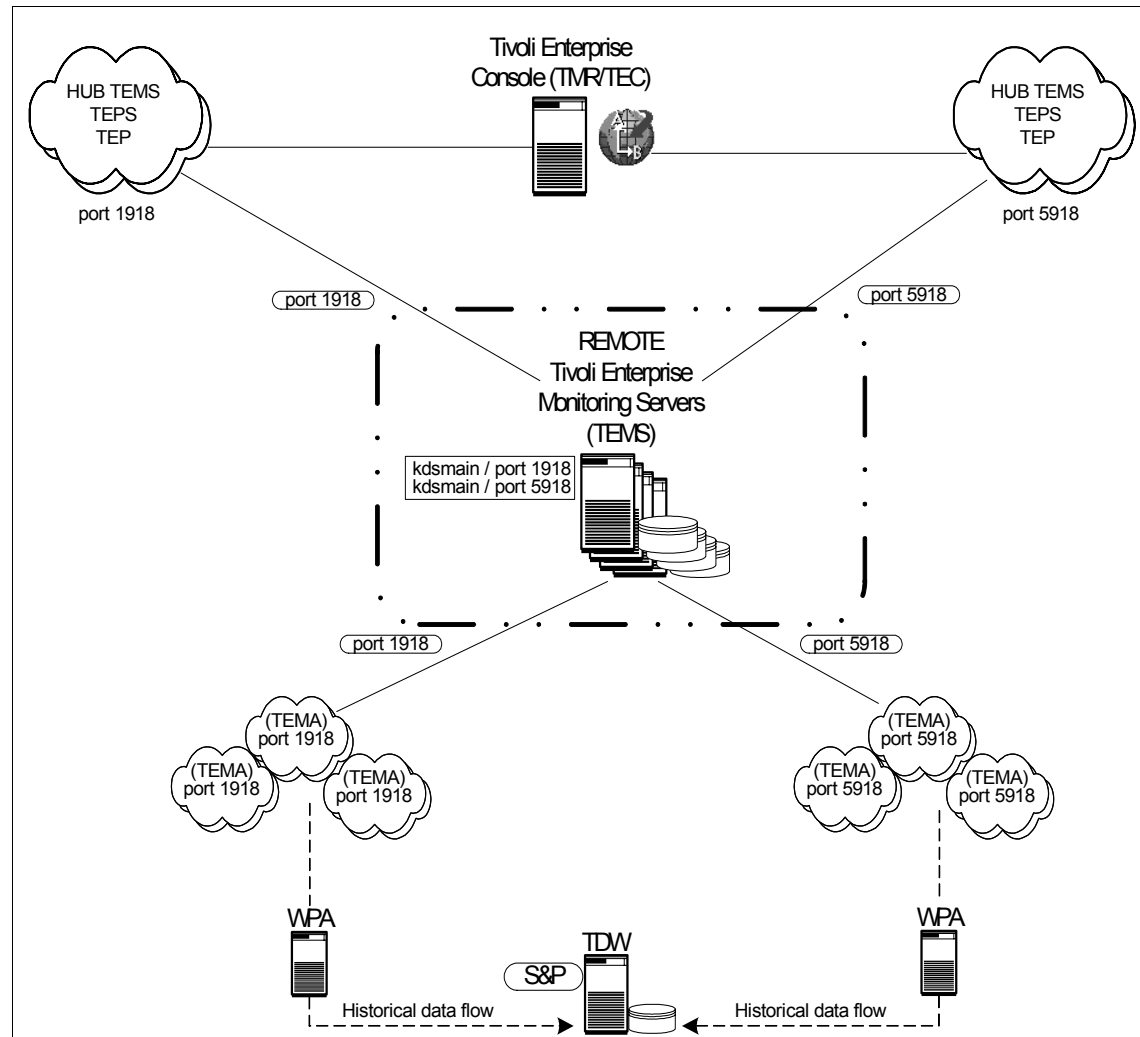 Tivoli Enterprise
Console (TMR/TEC)
HUB TEMS
TEPS
TEP
port 1918
HUB TEMS
TEPS
TEP
port 5918
A
B
port 1918
port 5918
REMOTE
Tivoli Enterprise
Monitoring Servers
(TEMS)
kdsmain / port 1918
kdsmain / port 5918
port 1918
port 5918
(TEMA)
port 1918
(TEMA)
port 1918
(TEMA)
port 1918
(TEMA)
port 5918
(TEMA)
port 5918
(TEMA)
port 5918
WPA
TDW
WPA
S&P
Historical data flow
Historical data flow